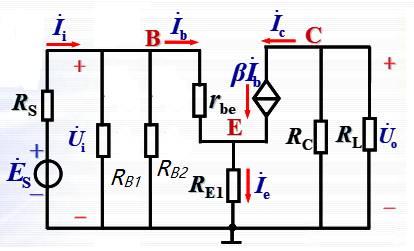 İi B İb İc C
+ +
RS rbe βİb
U̇i RB1 RB2 E RC RL U̇o
+
ĖS RE1 İe
− − −